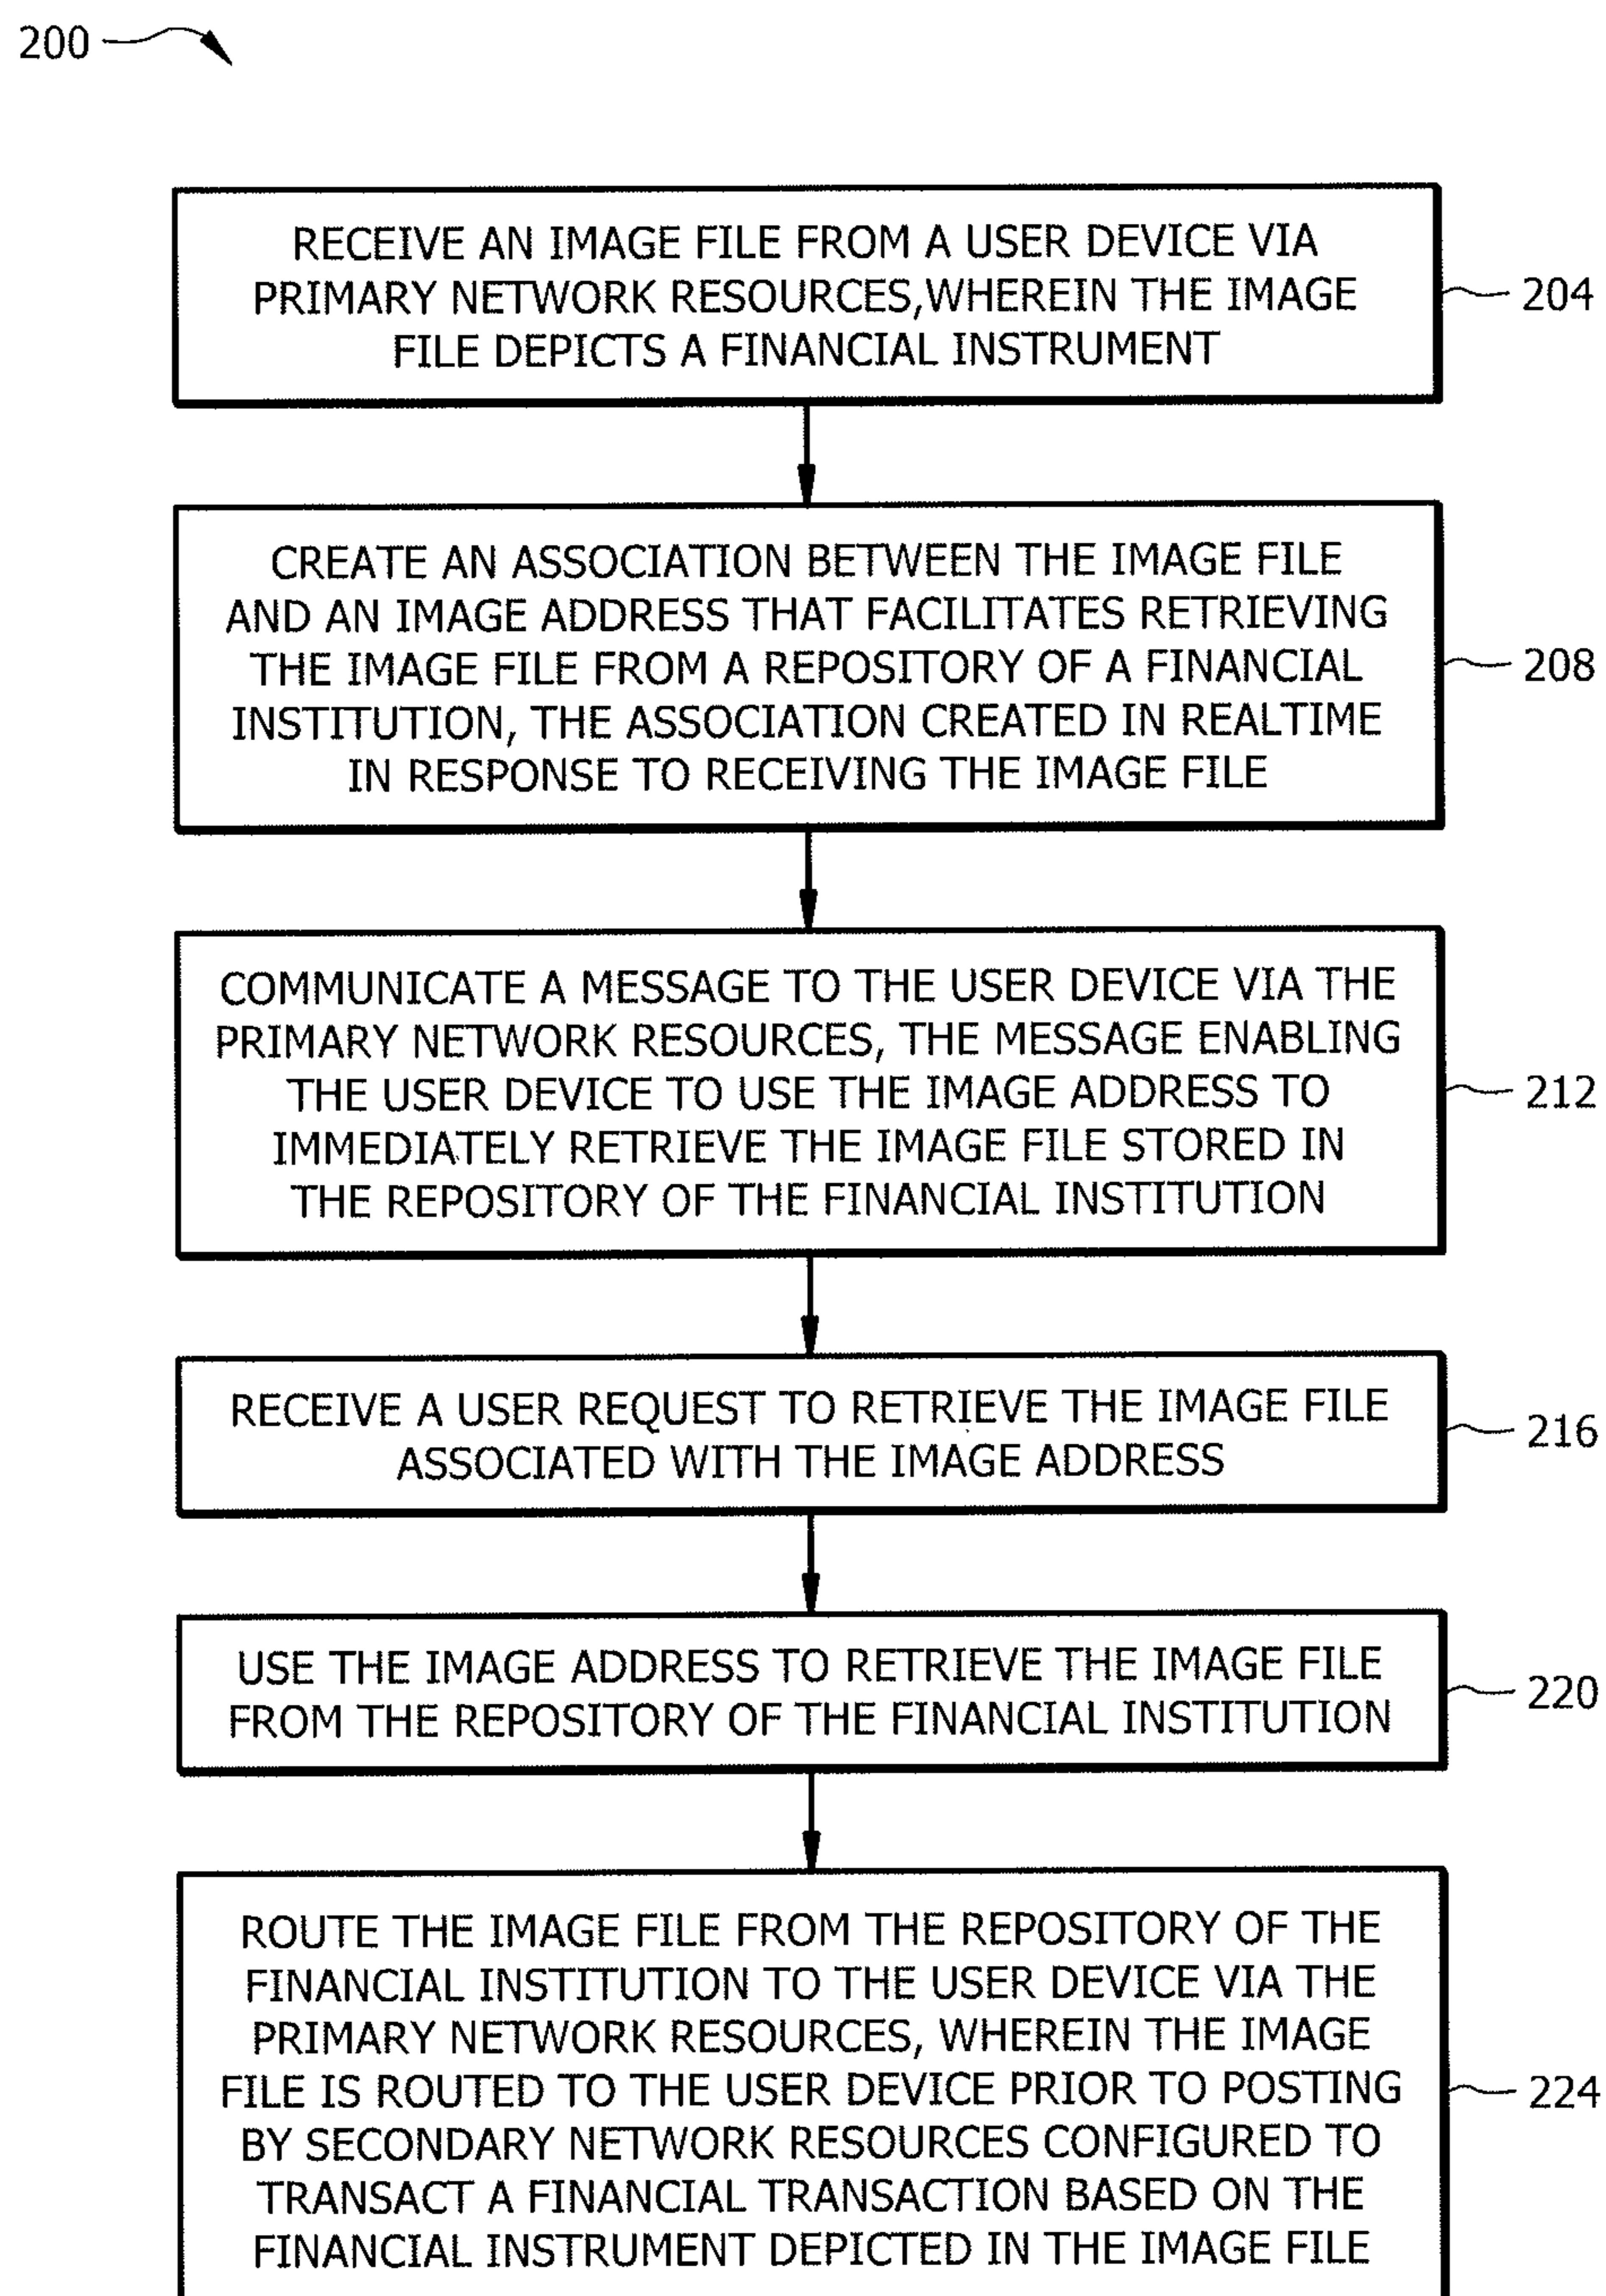 200
RECEIVE AN IMAGE FILE FROM A USER DEVICE VIA
PRIMARY NETWORK RESOURCES,WHEREIN THE IMAGE
FILE DEPICTS A FINANCIAL INSTRUMENT
204
CREATE AN ASSOCIATION BETWEEN THE IMAGE FILE
AND AN IMAGE ADDRESS THAT FACILITATES RETRIEVING
THE IMAGE FILE FROM A REPOSITORY OF A FINANCIAL
INSTITUTION, THE ASSOCIATION CREATED IN REALTIME
IN RESPONSE TO RECEIVING THE IMAGE FILE
208
COMMUNICATE A MESSAGE TO THE USER DEVICE VIA THE
PRIMARY NETWORK RESOURCES, THE MESSAGE ENABLING
THE USER DEVICE TO USE THE IMAGE ADDRESS TO
IMMEDIATELY RETRIEVE THE IMAGE FILE STORED IN
THE REPOSITORY OF THE FINANCIAL INSTITUTION
212
RECEIVE A USER REQUEST TO RETRIEVE THE IMAGE FILE
ASSOCIATED WITH THE IMAGE ADDRESS
216
USE THE IMAGE ADDRESS TO RETRIEVE THE IMAGE FILE
FROM THE REPOSITORY OF THE FINANCIAL INSTITUTION
220
ROUTE THE IMAGE FILE FROM THE REPOSITORY OF THE
FINANCIAL INSTITUTION TO THE USER DEVICE VIA THE
PRIMARY NETWORK RESOURCES, WHEREIN THE IMAGE
FILE IS ROUTED TO THE USER DEVICE PRIOR TO POSTING
BY SECONDARY NETWORK RESOURCES CONFIGURED TO
TRANSACT A FINANCIAL TRANSACTION BASED ON THE
FINANCIAL INSTRUMENT DEPICTED IN THE IMAGE FILE
224